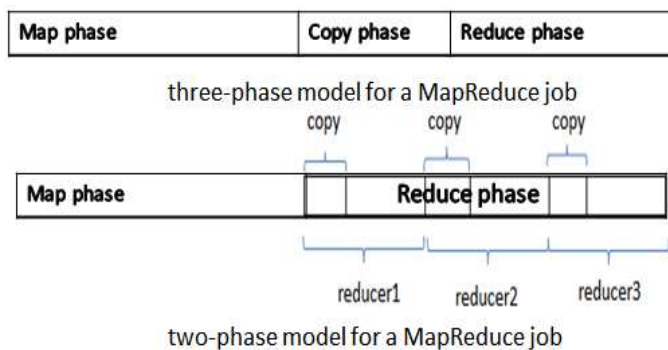 Map phase Copy phase Reduce phase
three-phase model for a MapReduce job
copy copy copy
Map phase Reduce phase
reducer1 reducer2 reducer3
two-phase model for a MapReduce job